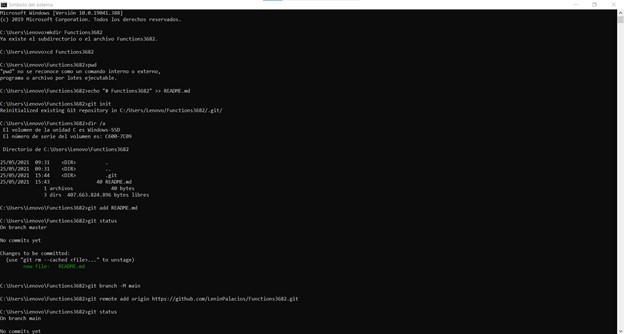 Símbolo del sistema
Microsoft Windows [Versión 10.0.19041.388]
(c) 2019 Microsoft Corporation. Todos los derechos reservados.
C:\Users\Lenovo>mkdir Functions3682
Ya existe el subdirectorio o el archivo Functions3682.
C:\Users\Lenovo>cd Functions3682
C:\Users\Lenovo\Functions3682>pwd
"pwd" no se reconoce como un comando interno o externo,
programa o archivo por lotes ejecutable.
C:\Users\Lenovo\Functions3682>echo "# Functions3682" >> README.md
C:\Users\Lenovo\Functions3682>git init
Reinitialized existing Git repository in C:/Users/Lenovo/Functions3682/.git/
C:\Users\Lenovo\Functions3682>dir /a
El volumen de la unidad C es Windows-SSD
El número de serie del volumen es: C600-7C09
Directorio de C:\Users\Lenovo\Functions3682
25/05/2021 09:31 <DIR> .
25/05/2021 09:31 <DIR> ..
25/05/2021 15:44 <DIR> .git
25/05/2021 15:43 40 README.md
1 archivos 40 bytes
3 dirs 407.663.824.896 bytes libres
C:\Users\Lenovo\Functions3682>git add README.md
C:\Users\Lenovo\Functions3682>git status
On branch master
No commits yet
Changes to be committed:
(use "git rm --cached <file>..." to unstage)
new file: README.md
C:\Users\Lenovo\Functions3682>git branch -M main
C:\Users\Lenovo\Functions3682>git remote add origin https://github.com/LeninPalacios/Functions3682.git
C:\Users\Lenovo\Functions3682>git status
On branch main
No commits yet